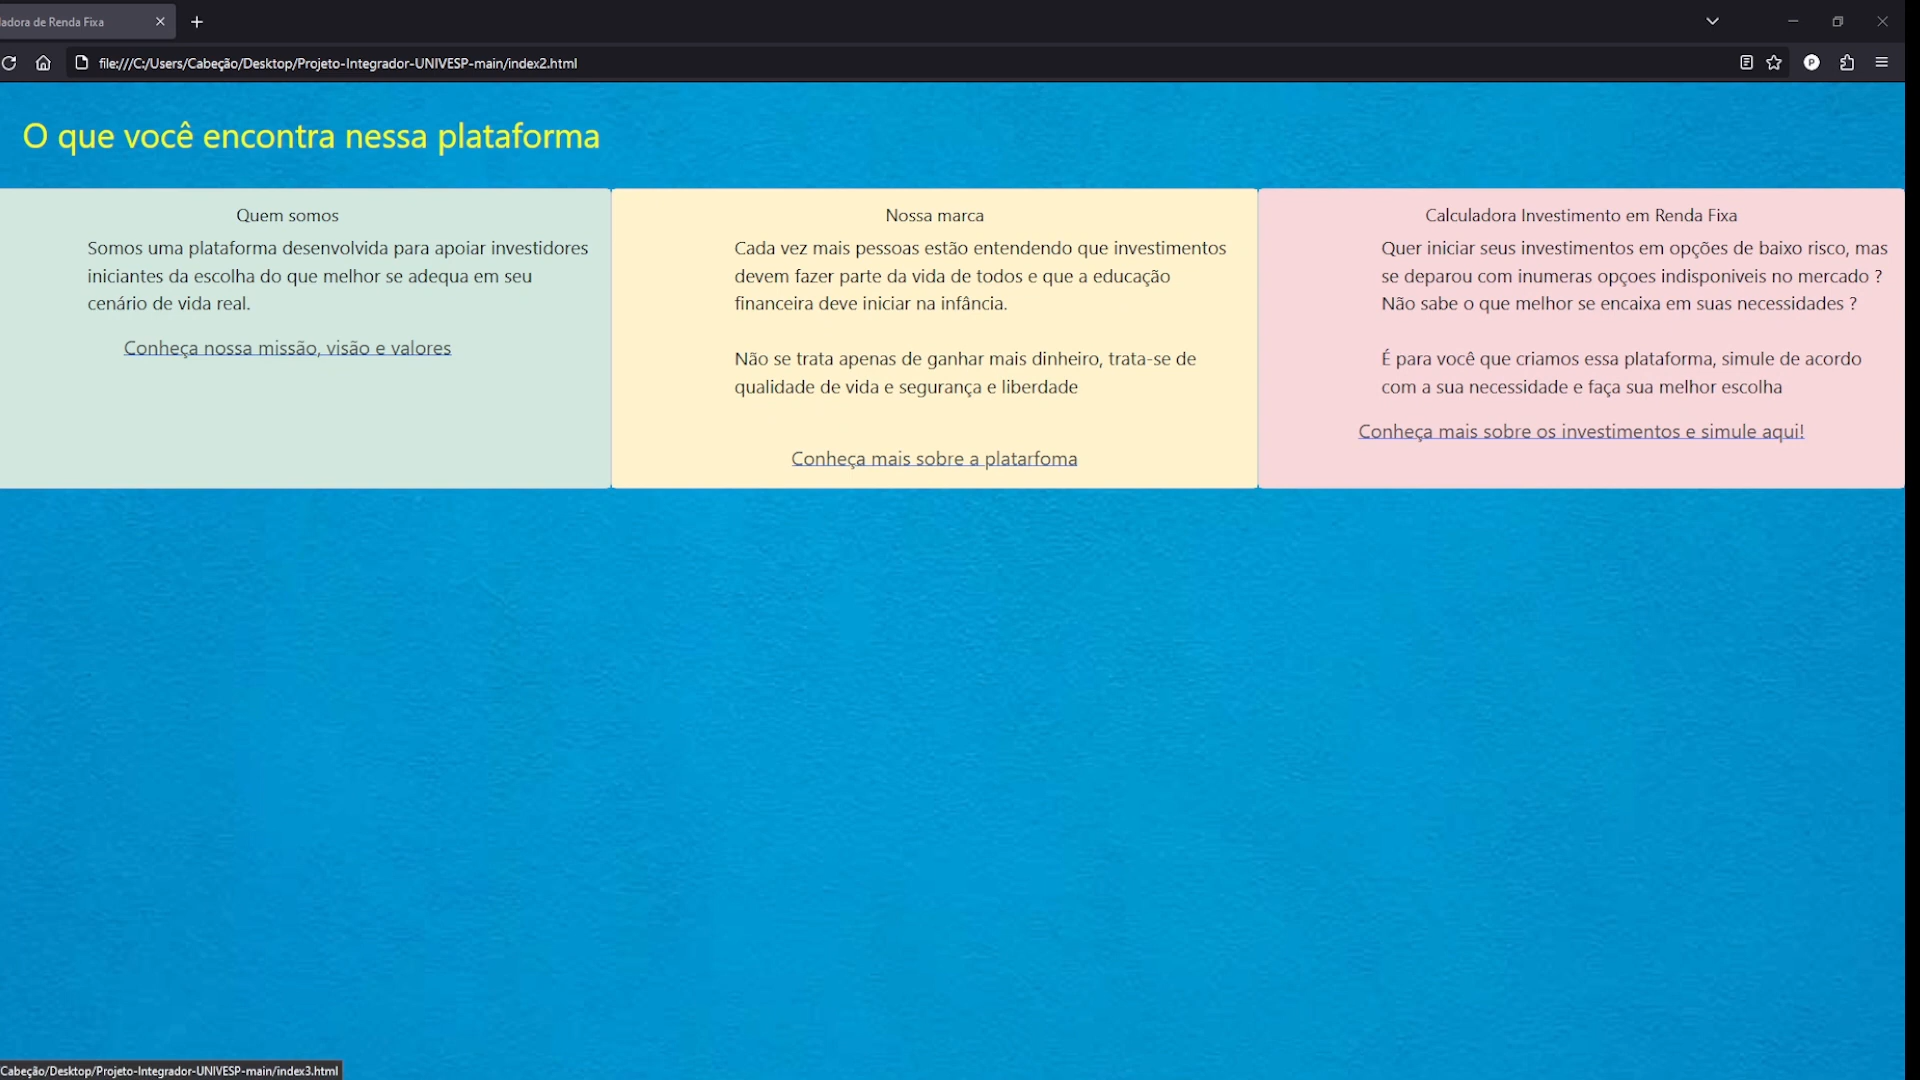 adora de Renda Fixa
file:///C:/Users/Cabeção/Desktop/Projeto-Integrador-UNIVESP-main/index2.html
P
O que você encontra nessa plataforma
Quem somos
Somos uma plataforma desenvolvida para apoiar investidores
iniciantes da escolha do que melhor se adequa em seu
cenário de vida real.
Conheça nossa missão, visão e valores
Nossa marca
Cada vez mais pessoas estão entendendo que investimentos
devem fazer parte da vida de todos e que a educação
financeira deve iniciar na infância.
Não se trata apenas de ganhar mais dinheiro, trata-se de
qualidade de vida e segurança e liberdade
Conheça mais sobre a platarfoma
Calculadora Investimento em Renda Fixa
Quer iniciar seus investimentos em opções de baixo risco, mas
se deparou com inumeras opçoes indisponiveis no mercado ?
Não sabe o que melhor se encaixa em suas necessidades ?
É para você que criamos essa plataforma, simule de acordo
com a sua necessidade e faça sua melhor escolha
Conheça mais sobre os investimentos e simule aqui!
Cabeção/Desktop/Projeto-Integrador-UNIVESP-main/index3.html